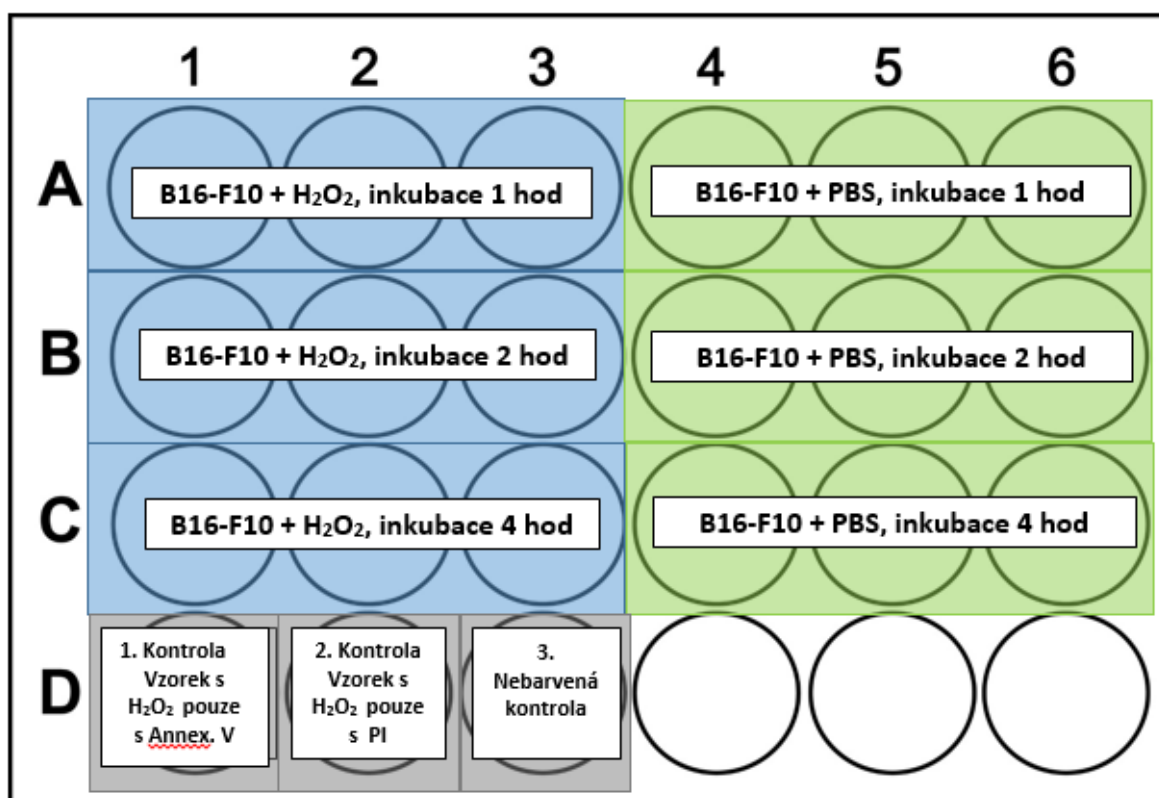 1 2 3 4 5 6
A
B16-F10 + H₂O₂, inkubace 1 hod
B16-F10 + PBS, inkubace 1 hod
B
B16-F10 + H₂O₂, inkubace 2 hod
B16-F10 + PBS, inkubace 2 hod
C
B16-F10 + H₂O₂, inkubace 4 hod
B16-F10 + PBS, inkubace 4 hod
D
1. Kontrola
Vzorek s
H₂O₂ pouze
s Annex. V
2. Kontrola
Vzorek s
H₂O₂ pouze
s PI
3.
Nebarvená
kontrola